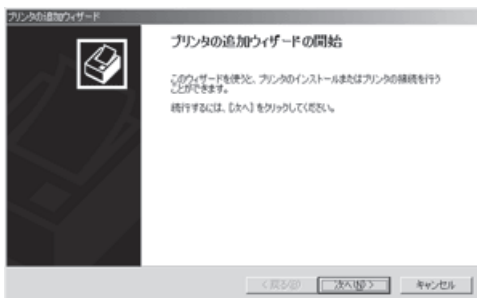 プリンタの追加ウィザード
プリンタの追加ウィザードの開始
このウィザードを使うと、プリンタのインストールまたはプリンタの接続を行う
ことができます。
続行するには、[次へ] をクリックしてください。
< 戻る(B)
次へ(N) >
キャンセル